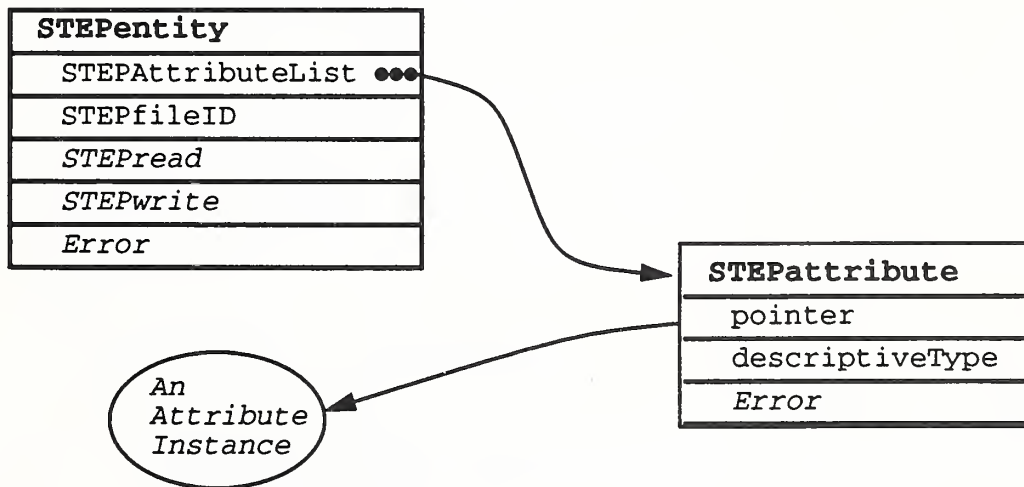 STEPentity
STEPAttributeList
STEPfileID
STEPread
STEPwrite
Error
STEPattribute
pointer
descriptiveType
Error
An
Attribute
Instance